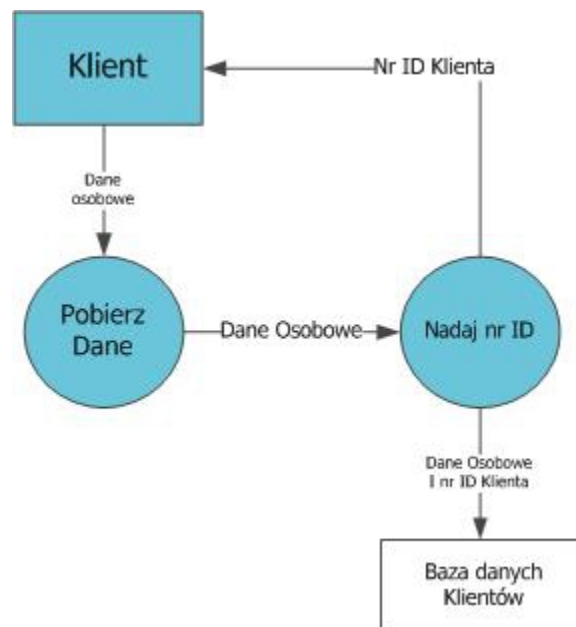 Klient
Nr ID Klienta
Dane
osobowe
Pobierz
Dane
Dane Osobowe
Nadaj nr ID
Dane Osobowe
I nr ID Klienta
Baza danych
Klientów